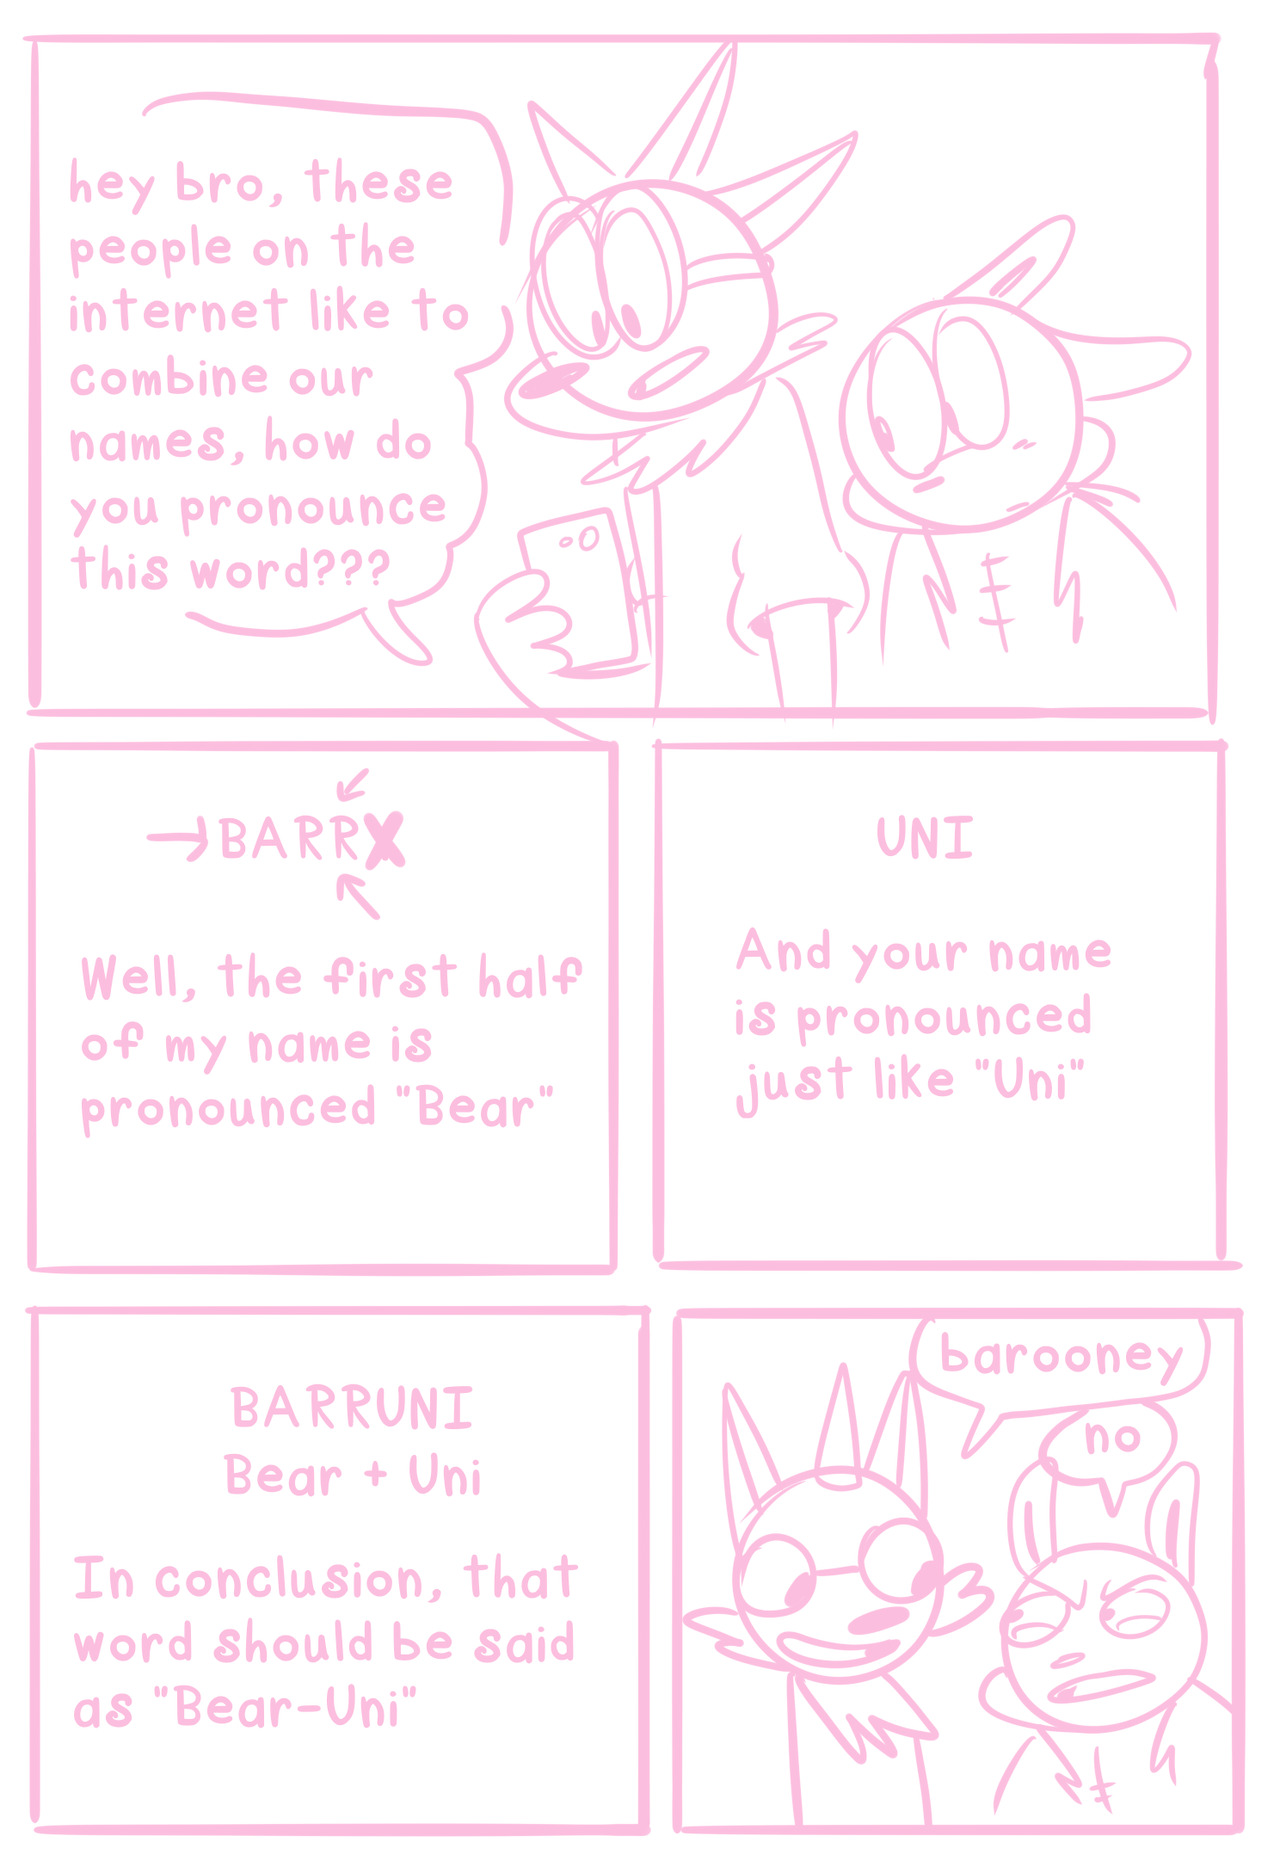 hey bro, these
people on the
internet like to
combine our
names, how do
you pronounce
this word???
BARRX
Well, the first half
of my name is
pronounced "Bear"
UNI
And your name
is pronounced
just like "Uni"
BARRUNI
Bear + Uni
In conclusion, that
word should be said
as "Bear-Uni"
barooney
no